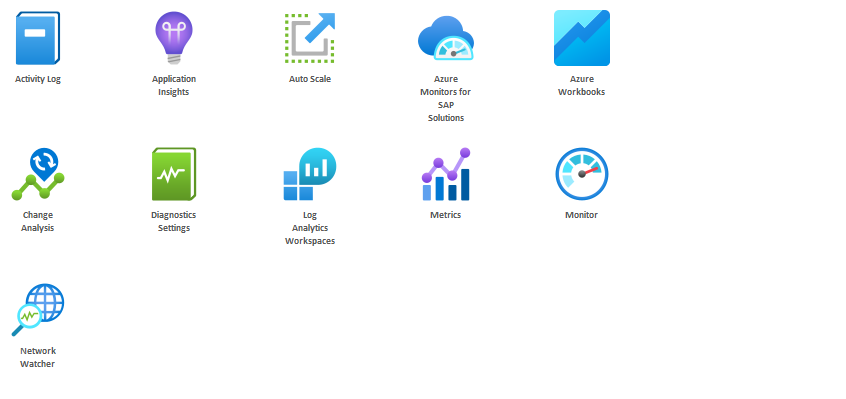 Activity Log
Application
Insights
Auto Scale
Azure
Monitors for
SAP
Solutions
Azure
Workbooks
Change
Analysis
Diagnostics
Settings
Log
Analytics
Workspaces
Metrics
Monitor
Network
Watcher